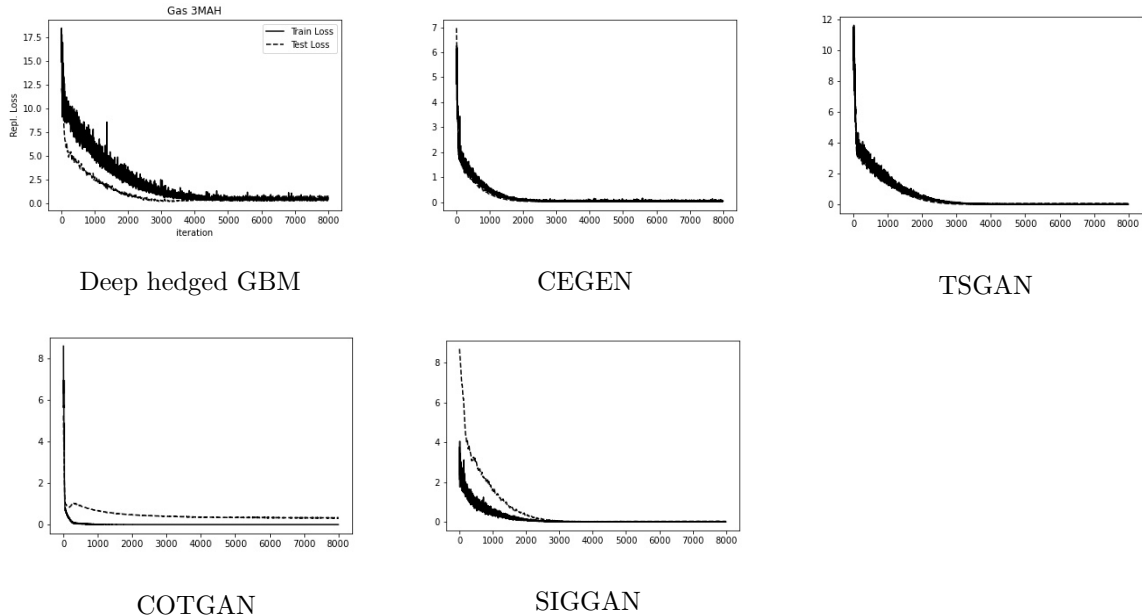 Gas 3MAH
Train Loss
Test Loss
Repl. Loss
17.5
15.0
12.5
10.0
7.5
5.0
2.5
0.0
0 1000 2000 3000 4000 5000 6000 7000 8000
iteration
Deep hedged GBM
7
6
5
4
3
2
1
0
0 1000 2000 3000 4000 5000 6000 7000 8000
CEGEN
12
10
8
6
4
2
0
0 1000 2000 3000 4000 5000 6000 7000 8000
TSGAN
8
6
4
2
0
0 1000 2000 3000 4000 5000 6000 7000 8000
COTGAN
8
6
4
2
0
0 1000 2000 3000 4000 5000 6000 7000 8000
SIGGAN